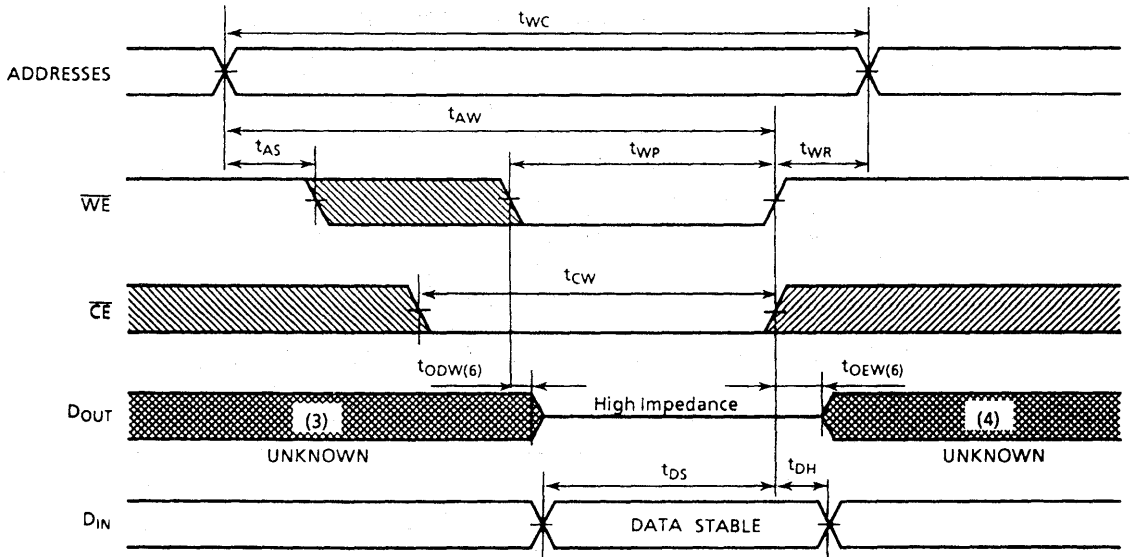 tWC
ADDRESSES
tAW
tAS
tWP
tWR
WE
tCW
CE
tODW(6)
tOEW(6)
High Impedance
DOUT
(3)
(4)
UNKNOWN
UNKNOWN
tDS
tDH
DIN
DATA STABLE